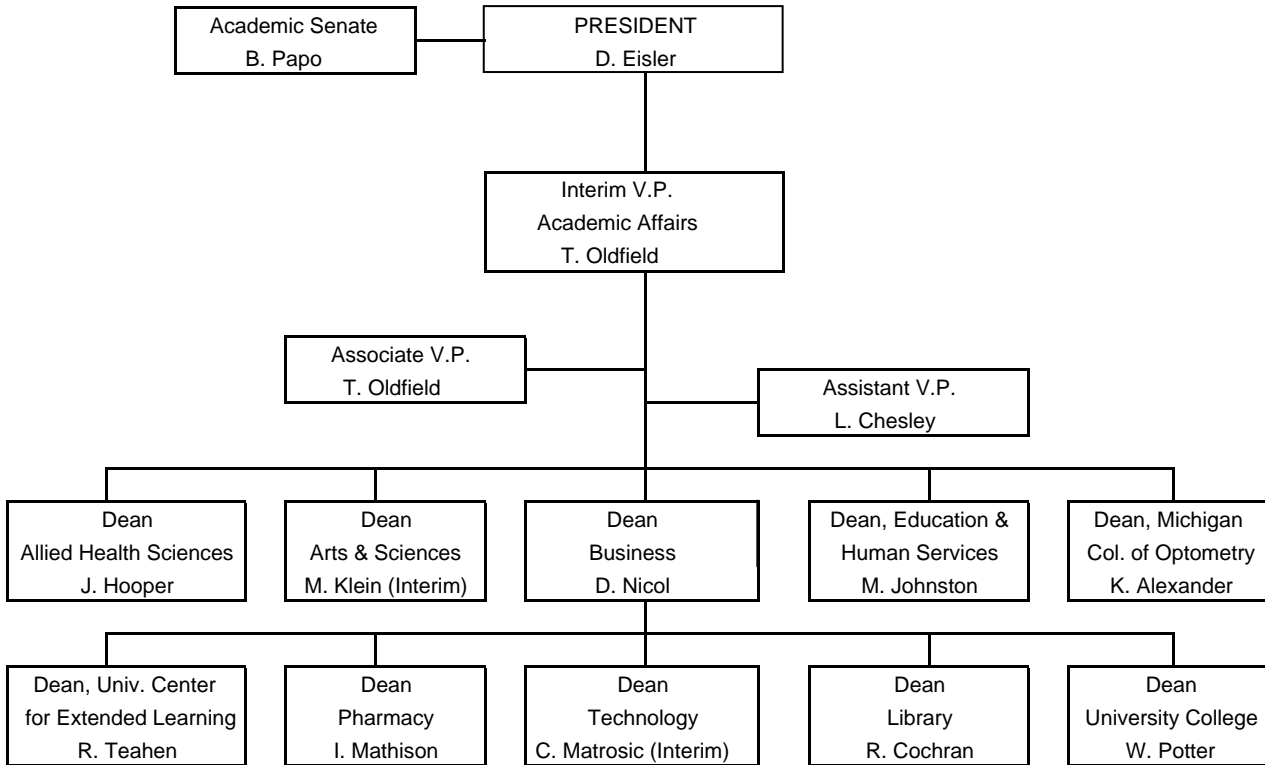 Academic Senate
B. Papo
PRESIDENT
D. Eisler
Interim V.P.
Academic Affairs
T. Oldfield
Associate V.P.
T. Oldfield
Assistant V.P.
L. Chesley
Dean
Allied Health Sciences
J. Hooper
Dean
Arts & Sciences
M. Klein (Interim)
Dean
Business
D. Nicol
Dean, Education &
Human Services
M. Johnston
Dean, Michigan
Col. of Optometry
K. Alexander
Dean, Univ. Center
for Extended Learning
R. Teahen
Dean
Pharmacy
I. Mathison
Dean
Technology
C. Matrosic (Interim)
Dean
Library
R. Cochran
Dean
University College
W. Potter